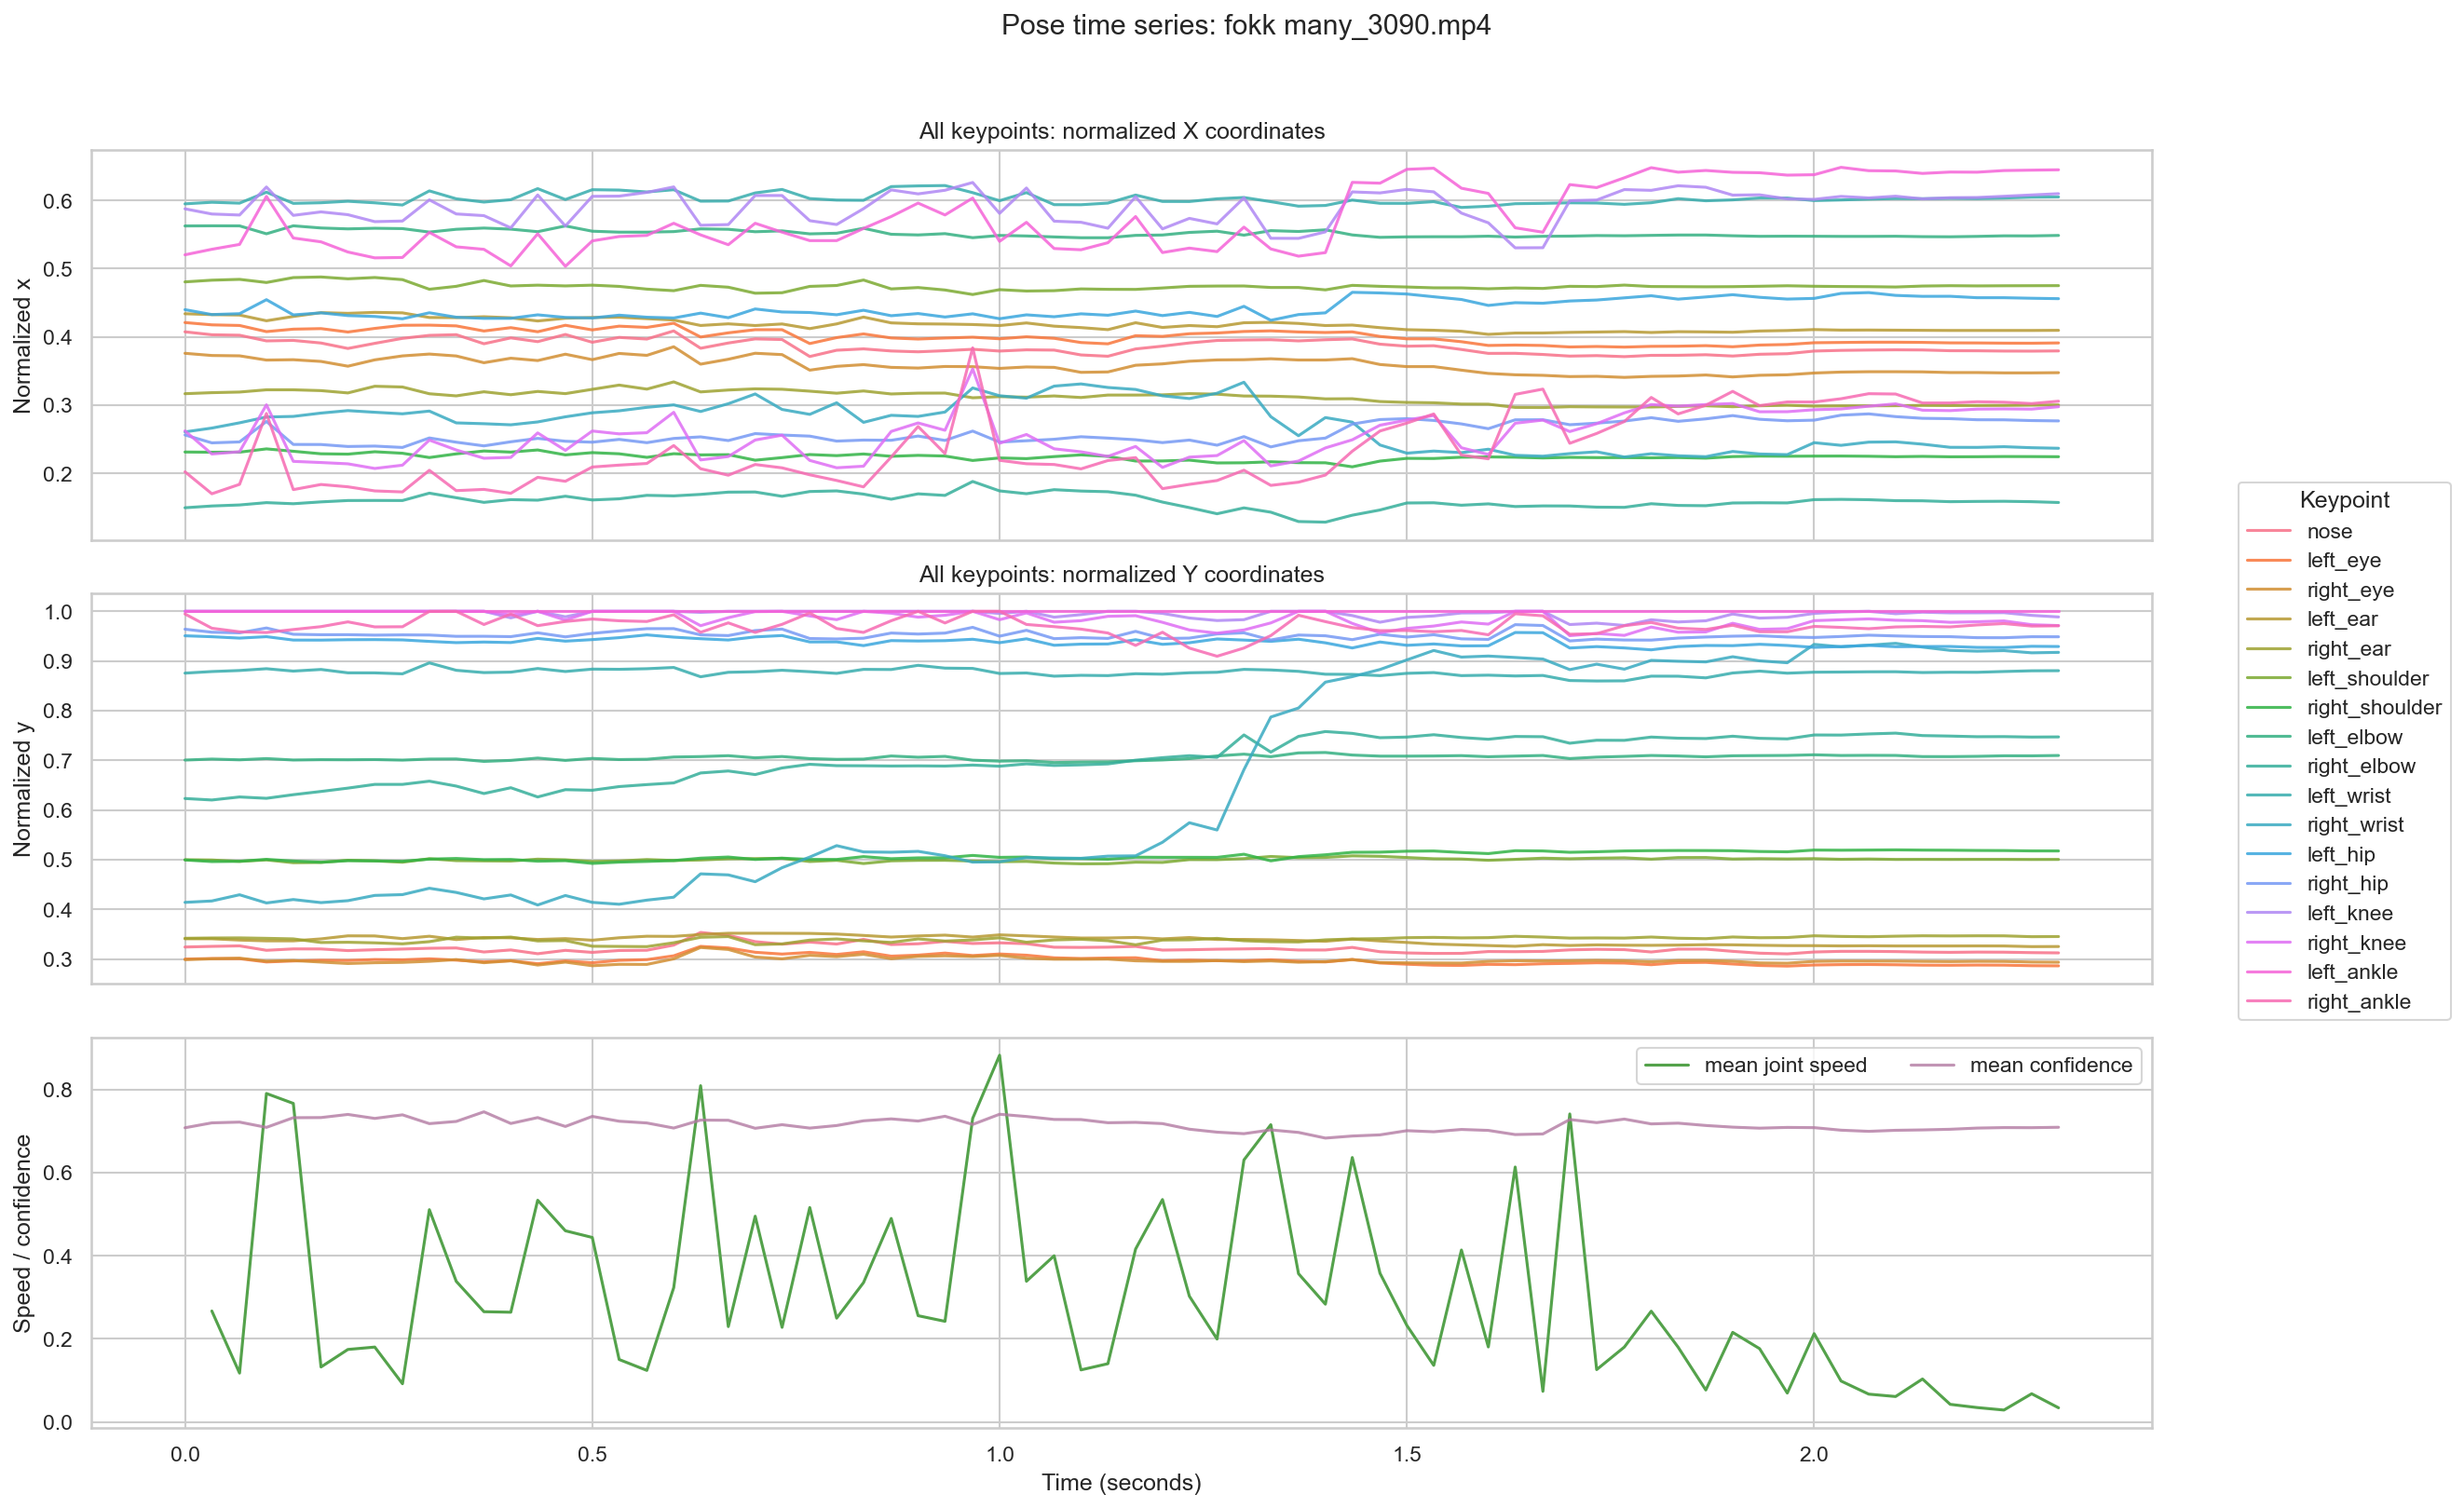 Pose time series: fokk many_3090.mp4
All keypoints: normalized X coordinates
Normalized x
0.6
0.5
0.4
0.3
0.2
All keypoints: normalized Y coordinates
Normalized y
1.0
0.9
0.8
0.7
0.6
0.5
0.4
0.3
Keypoint
nose
left_eye
right_eye
left_ear
right_ear
left_shoulder
right_shoulder
left_elbow
right_elbow
left_wrist
right_wrist
left_hip
right_hip
left_knee
right_knee
left_ankle
right_ankle
mean joint speed mean confidence
Speed / confidence
0.8
0.6
0.4
0.2
0.0
0.0 0.5 1.0 1.5 2.0
Time (seconds)